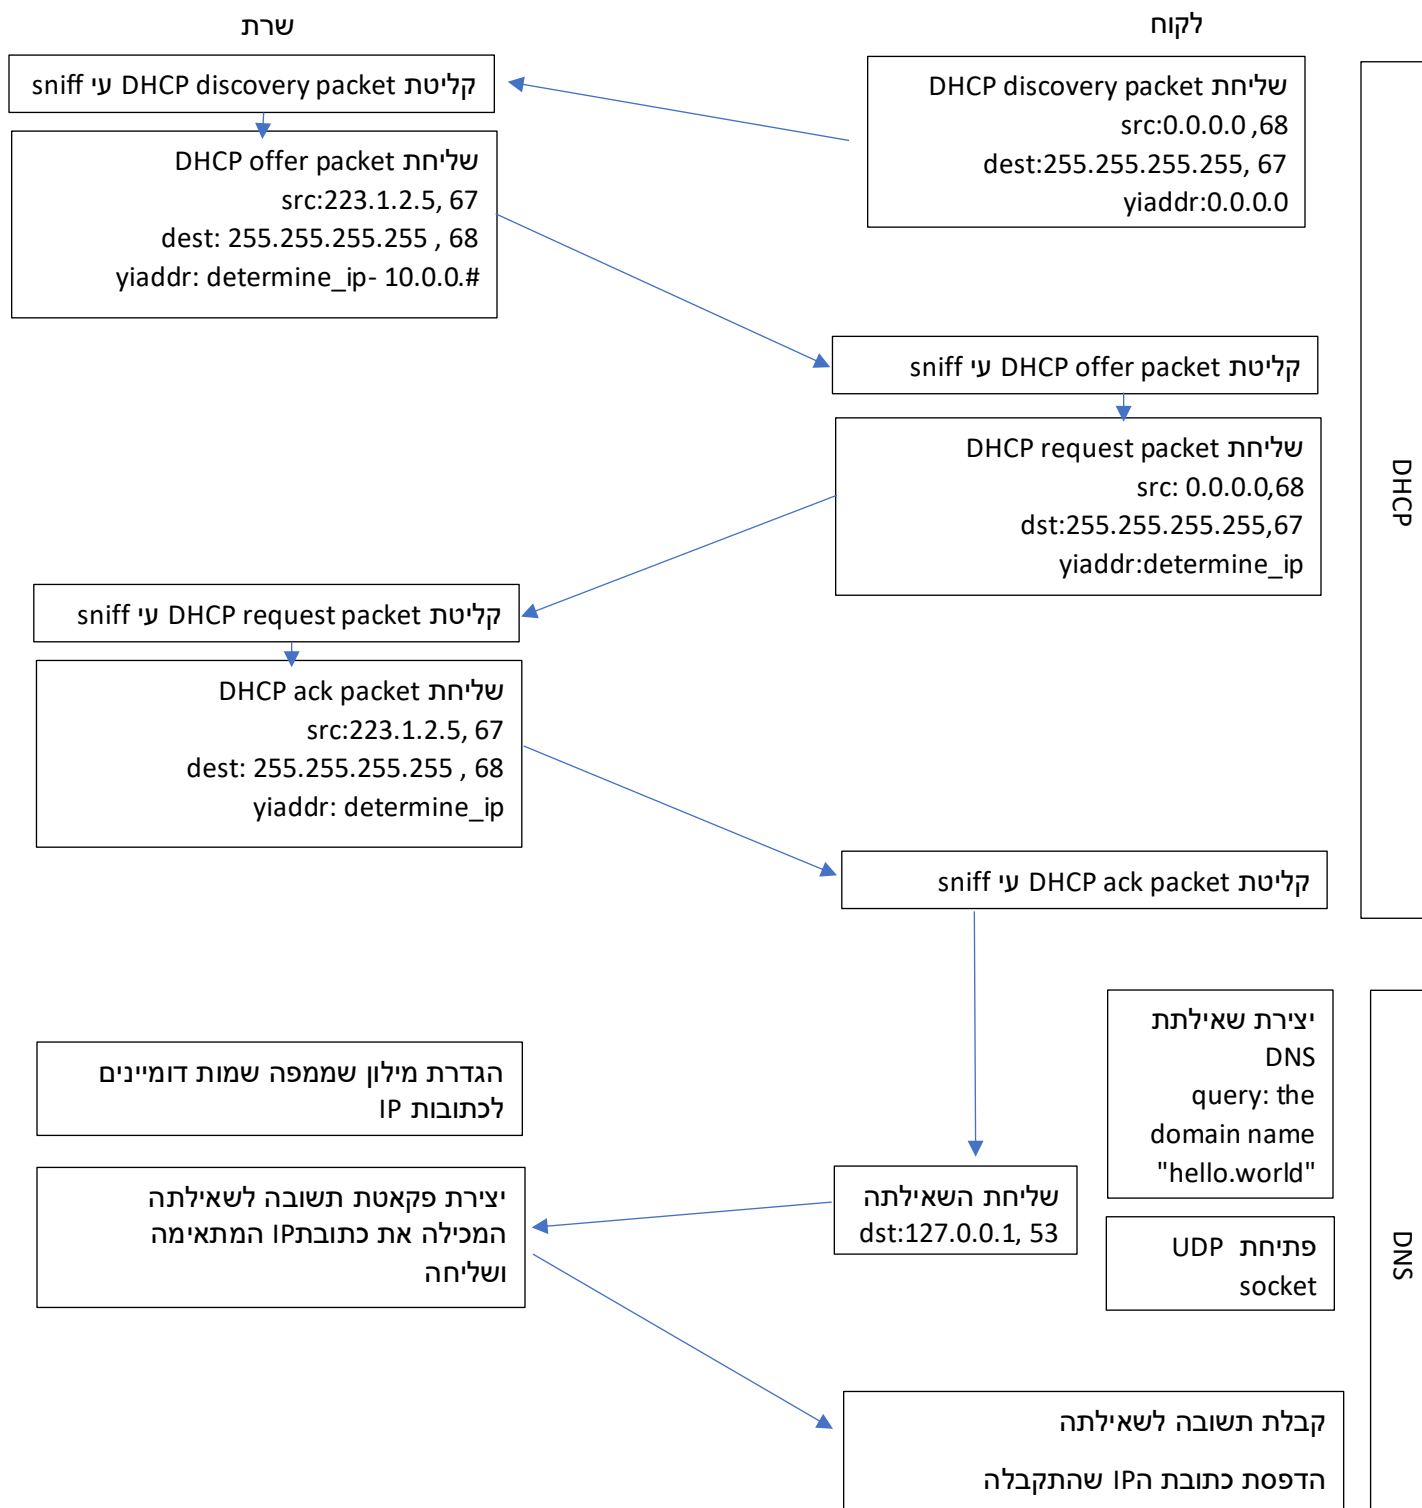 לקוח
שרת
DHCP
שליחת DHCP discovery packet
src:0.0.0.0 ,68
dest:255.255.255.255, 67
yiaddr:0.0.0.0
קליטת DHCP discovery packet עי sniff
שליחת DHCP offer packet
src:223.1.2.5, 67
dest: 255.255.255.255 , 68
yiaddr: determine_ip- 10.0.0.#
קליטת DHCP offer packet עי sniff
שליחת DHCP request packet
src: 0.0.0.0,68
dst:255.255.255.255,67
yiaddr:determine_ip
קליטת DHCP request packet עי sniff
שליחת DHCP ack packet
src:223.1.2.5, 67
dest: 255.255.255.255 , 68
yiaddr: determine_ip
קליטת DHCP ack packet עי sniff
DNS
יצירת שאילתת
DNS
query: the
domain name
"hello.world"
פתיחת UDP
socket
שליחת השאילתה
dst:127.0.0.1, 53
הגדרת מילון שממפה שמות דומיינים
לכתובות IP
יצירת פקאטת תשובה לשאילתה
המכילה את כתובתIP המתאימה
ושליחה
קבלת תשובה לשאילתה
הדפסת כתובת הIP שהתקבלה